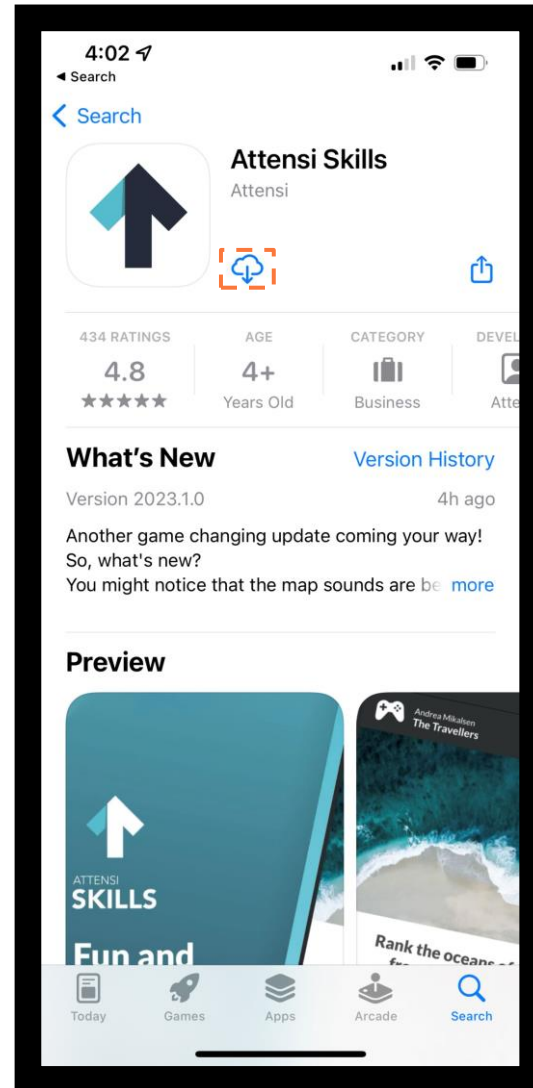 4:02
◀ Search
Search
Attensi Skills
Attensi
434 RATINGS
AGE
CATEGORY
DEVEL
4.8
4+
★★★★★
Years Old
Business
Atte
What's New
Version History
Version 2023.1.0
4h ago
Another game changing update coming your way!
So, what's new?
You might notice that the map sounds are be more
Preview
ATTENSI
SKILLS
Fun and
Andrea Mikalsen
The Travellers
Rank the oceans of
Today
Games
Apps
Arcade
Search